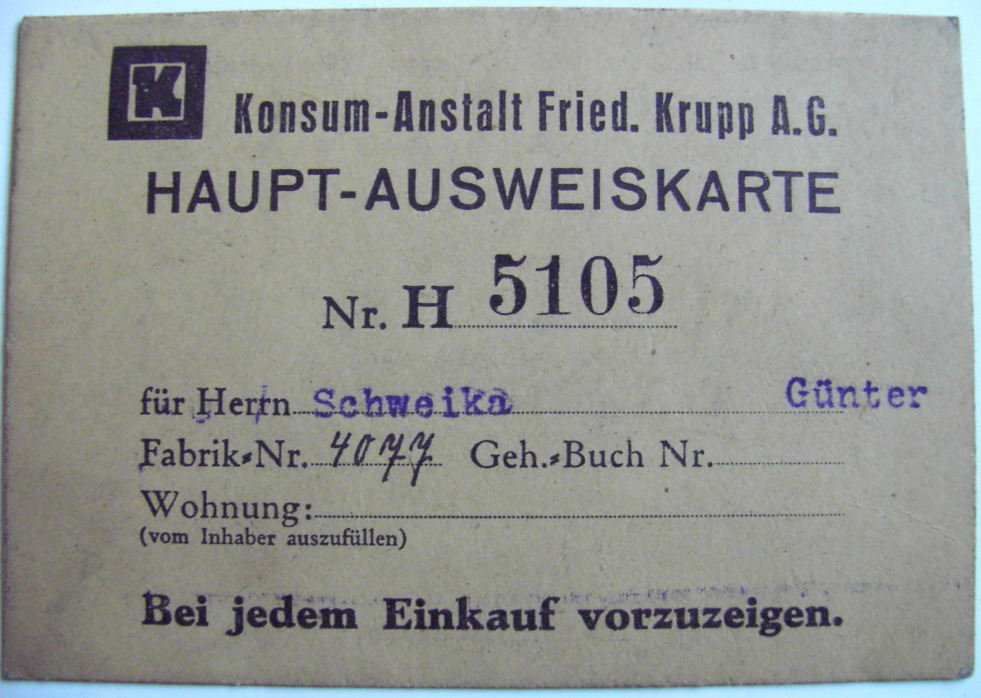 K
Konsum-Anstalt Fried. Krupp A.G.
HAUPT-AUSWEISKARTE
Nr. H 5105
für Herrn Schweika Günter
Fabrik-Nr. 4077 Geh.-Buch Nr.
Wohnung:
(vom Inhaber auszufüllen)
Bei jedem Einkauf vorzuzeigen.